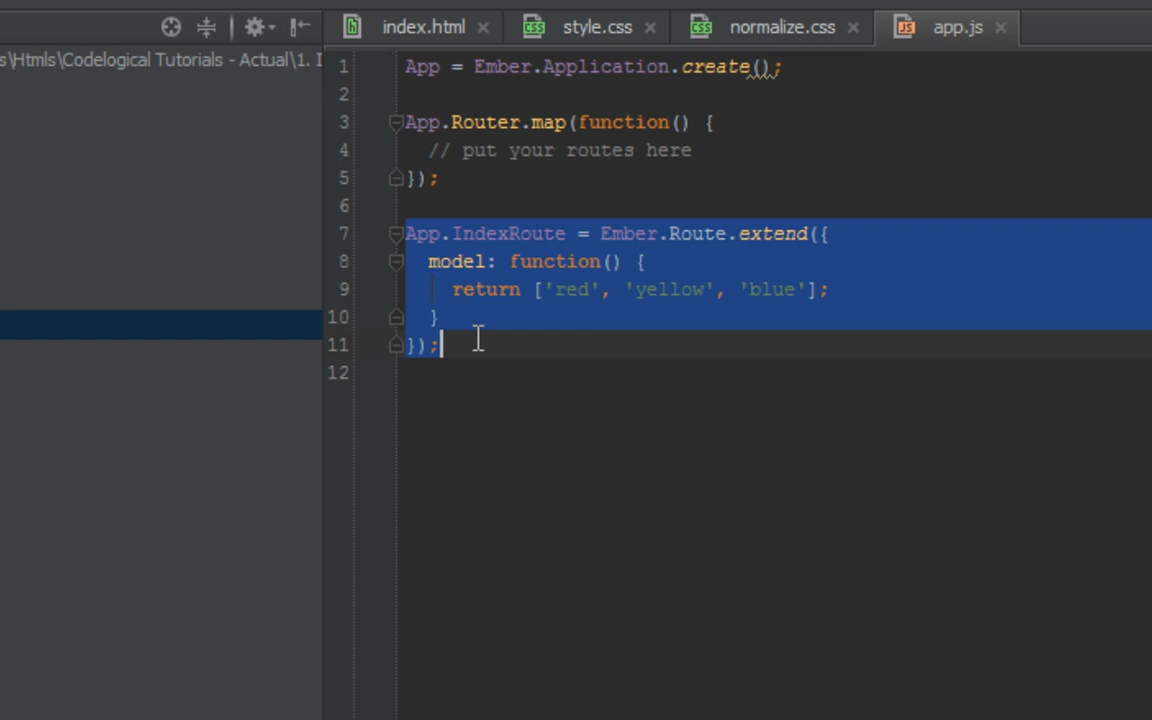 index.html
style.css
normalize.css
app.js
s\Htmls\Codelogical Tutorials - Actual\1. I
1 App = Ember.Application.create();
2
3 App.Router.map(function() {
4 // put your routes here
5 });
6
7 App.IndexRoute = Ember.Route.extend({
8 model: function() {
9 return ['red', 'yellow', 'blue'];
10 }
11 });
12